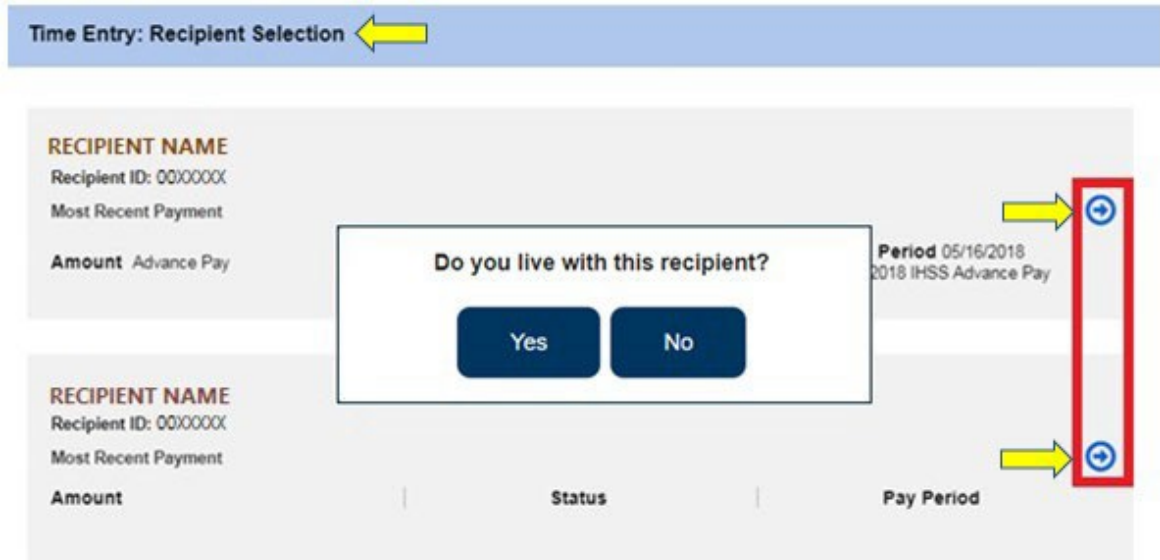 Time Entry: Recipient Selection
RECIPIENT NAME
Recipient ID: 00XXXXX
Most Recent Payment
Amount Advance Pay
Period 05/16/2018
2018 IHSS Advance Pay
Do you live with this recipient?
Yes No
RECIPIENT NAME
Recipient ID: 00XXXXX
Most Recent Payment
Amount Status Pay Period